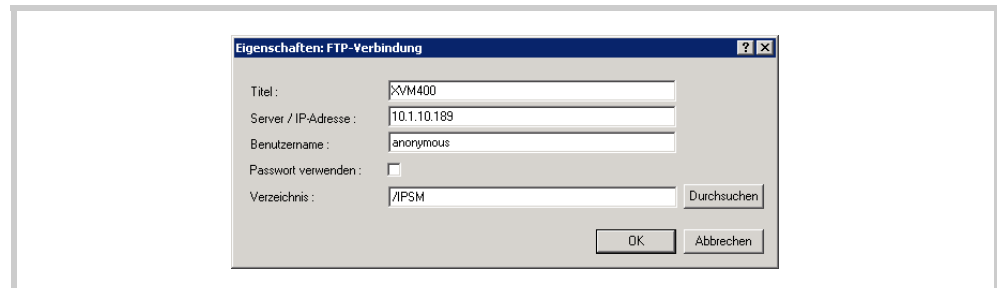 Eigenschaften: FTP-Verbindung
Titel : XVM400
Server / IP-Adresse : 10.1.10.189
Benutzername : anonymous
Passwort verwenden :
Verzeichnis : /IPSM Durchsuchen
OK Abbrechen